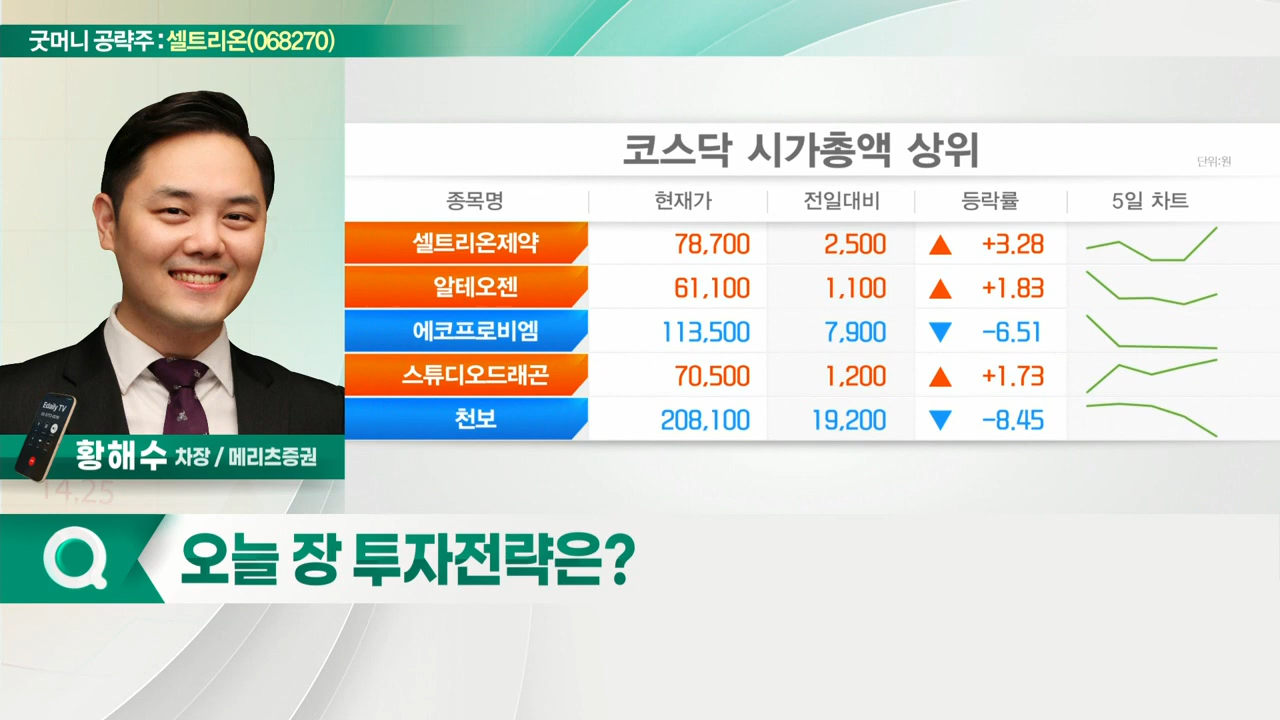 굿머니 공략주 : 셀트리온(068270)
코스닥 시가총액 상위
단위:원
종목명 현재가 전일대비 등락률 5일 차트
셀트리온제약 78,700 2,500 ▲ +3.28
알테오젠 61,100 1,100 ▲ +1.83
에코프로비엠 113,500 7,900 ▼ -6.51
스튜디오드래곤 70,500 1,200 ▲ +1.73
천보 208,100 19,200 ▼ -8.45
Edaily TV
황해수 차장 / 메리츠증권
14.25
Q 오늘 장 투자전략은?